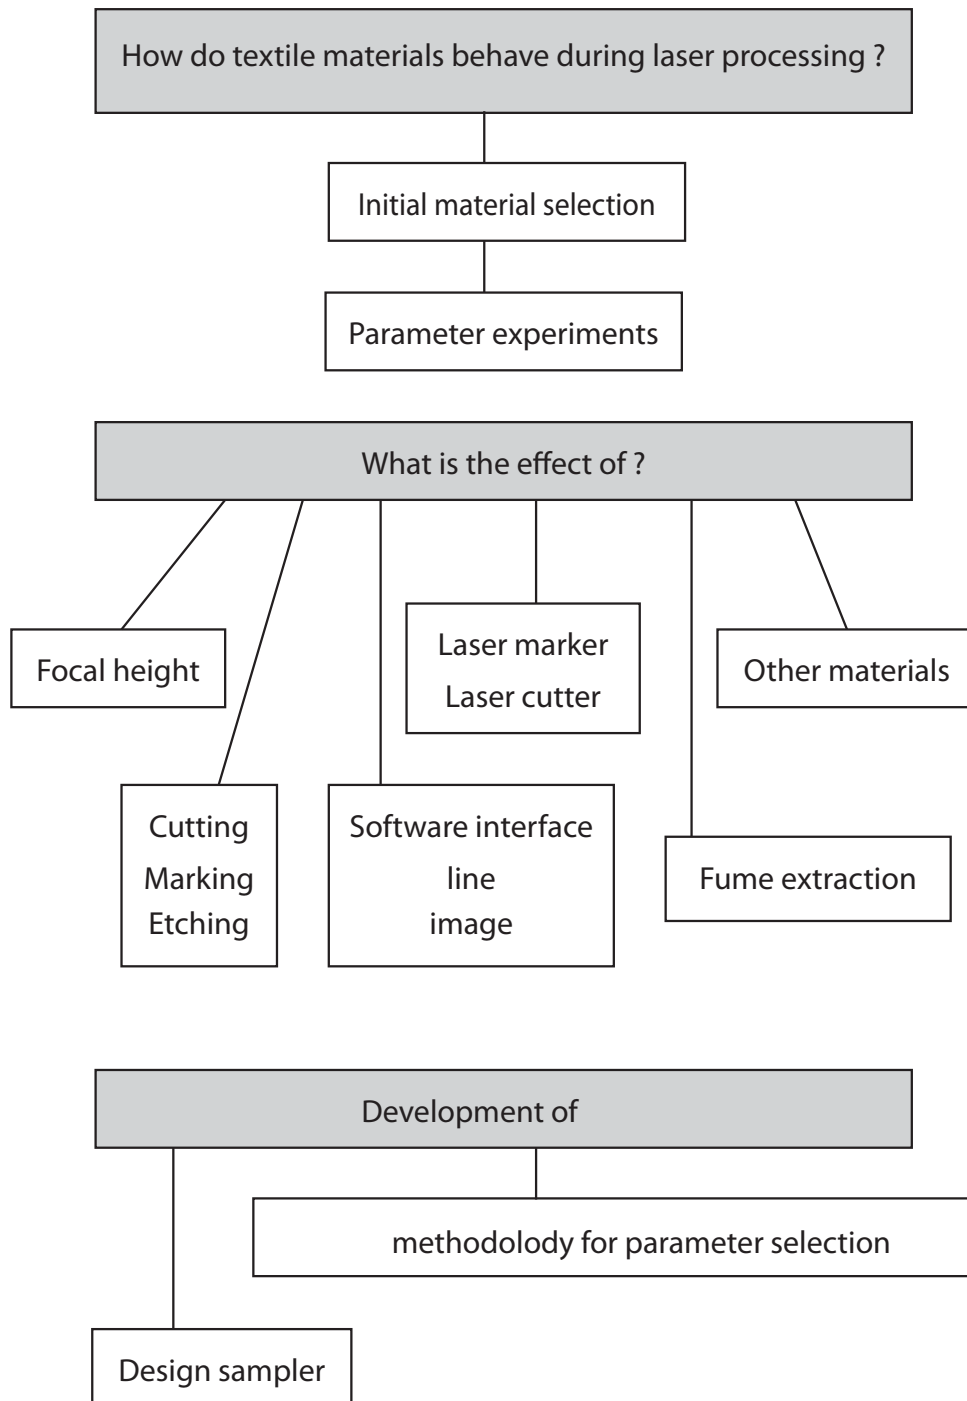 How do textile materials behave during laser processing ?
Initial material selection
Parameter experiments
What is the effect of ?
Focal height
Laser marker
Laser cutter
Other materials
Cutting
Marking
Etching
Software interface
line
image
Fume extraction
Development of
methodolody for parameter selection
Design sampler